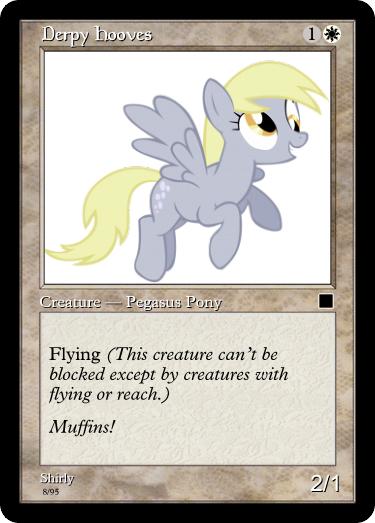 Derpy hooves 1
Creature — Pegasus Pony
Flying (This creature can't be
blocked except by creatures with
flying or reach.)
Muffins!
Shirly
8/95
2/1